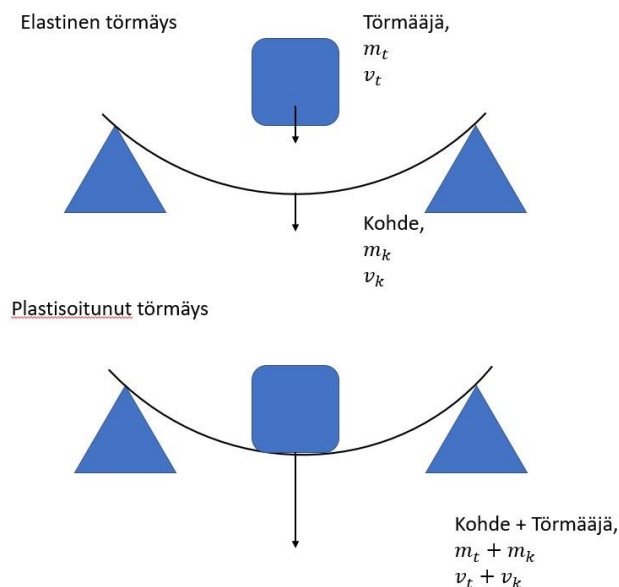 Elastinen törmäys
Törmääjä,
m_t
v_t
Kohde,
m_k
v_k
Plastisoitunut törmäys
Kohde + Törmääjä,
m_t + m_k
v_t + v_k